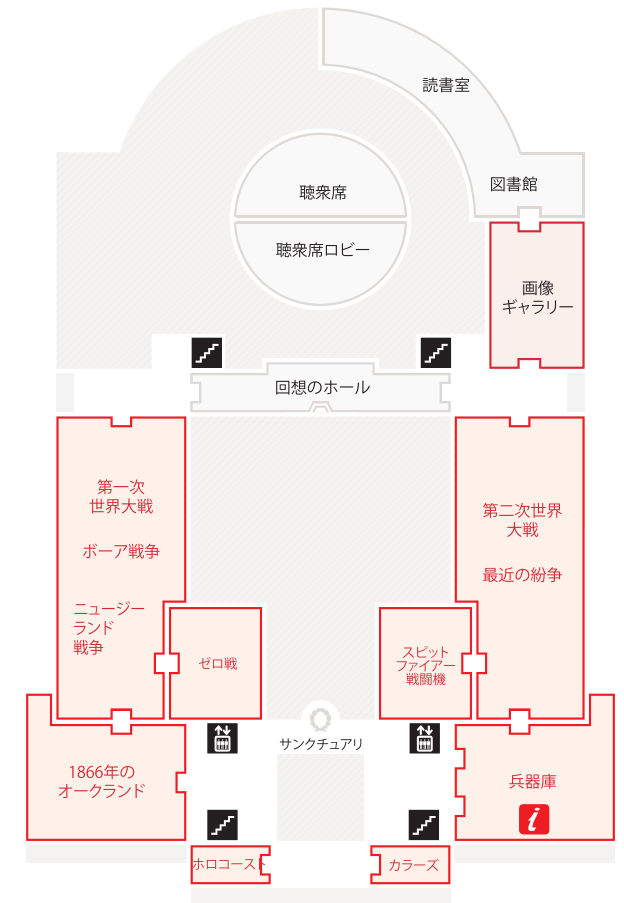 読書室
図書館
聴衆席
聴衆席ロビー
画像
ギャラリー
回想のホール
第一次
世界大戦
ボーア戦争
ニュージー
ランド
戦争
第二次世界
大戦
最近の紛争
ゼロ戦
スピット
ファイアー
戦闘機
サンクチュアリ
1866年の
オークランド
兵器庫
i
ホロコースト
カラーズ